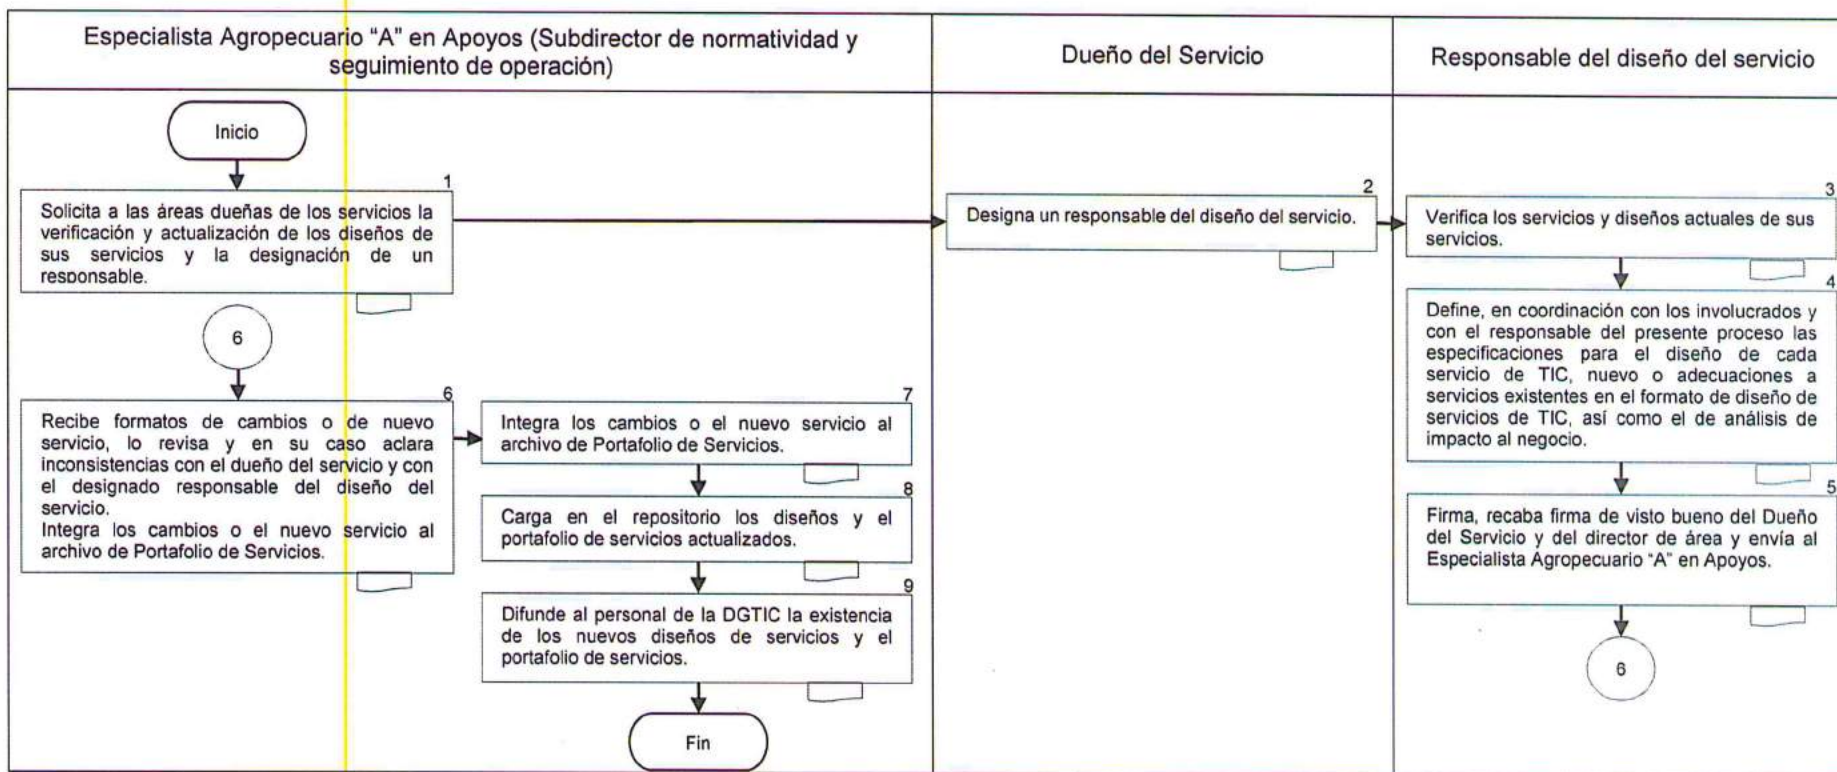 Especialista Agropecuario “A” en Apoyos (Subdirector de normatividad y
seguimiento de operación)
Dueño del Servicio
Responsable del diseño del servicio
Inicio
1
Solicita a las áreas dueñas de los servicios la
verificación y actualización de los diseños de
sus servicios y la designación de un
responsable.
2
Designa un responsable del diseño del servicio.
3
Verifica los servicios y diseños actuales de sus
servicios.
4
Define, en coordinación con los involucrados y
con el responsable del presente proceso las
especificaciones para el diseño de cada
servicio de TIC, nuevo o adecuaciones a
servicios existentes en el formato de diseño de
servicios de TIC, así como el de análisis de
impacto al negocio.
5
Firma, recaba firma de visto bueno del Dueño
del Servicio y del director de área y envía al
Especialista Agropecuario “A” en Apoyos.
6
6
6
Recibe formatos de cambios o de nuevo
servicio, lo revisa y en su caso aclara
inconsistencias con el dueño del servicio y con
el designado responsable del diseño del
servicio.
Integra los cambios o el nuevo servicio al
archivo de Portafolio de Servicios.
7
Integra los cambios o el nuevo servicio al
archivo de Portafolio de Servicios.
8
Carga en el repositorio los diseños y el
portafolio de servicios actualizados.
9
Difunde al personal de la DGTIC la existencia
de los nuevos diseños de servicios y el
portafolio de servicios.
Fin